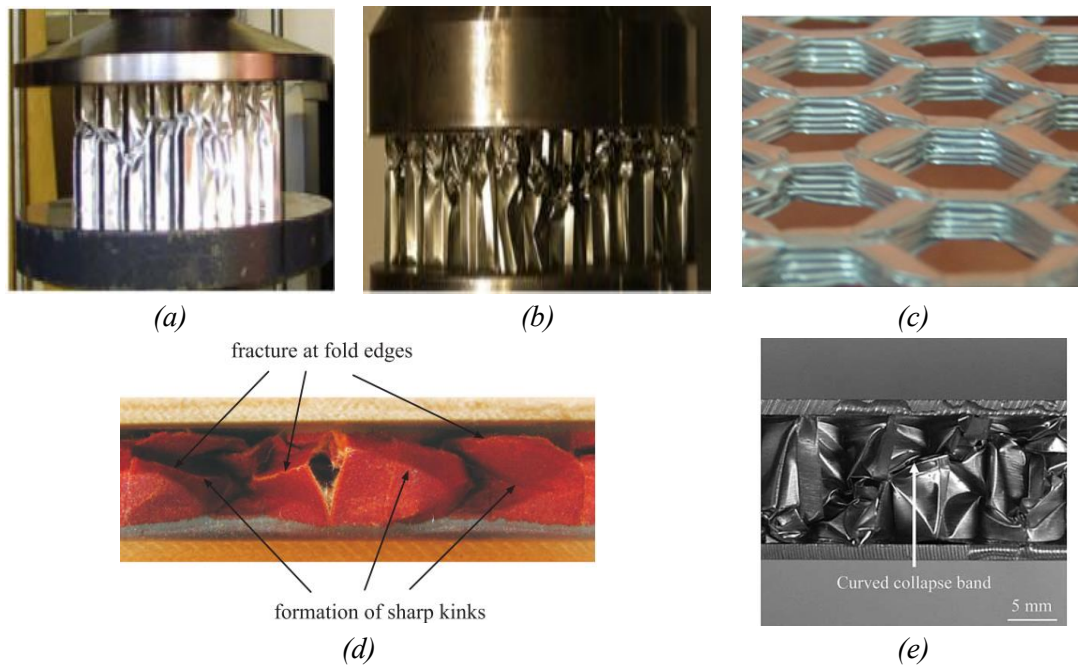 (a)
(b)
(c)
fracture at fold edges
formation of sharp kinks
(d)
Curved collapse band
5 mm
(e)